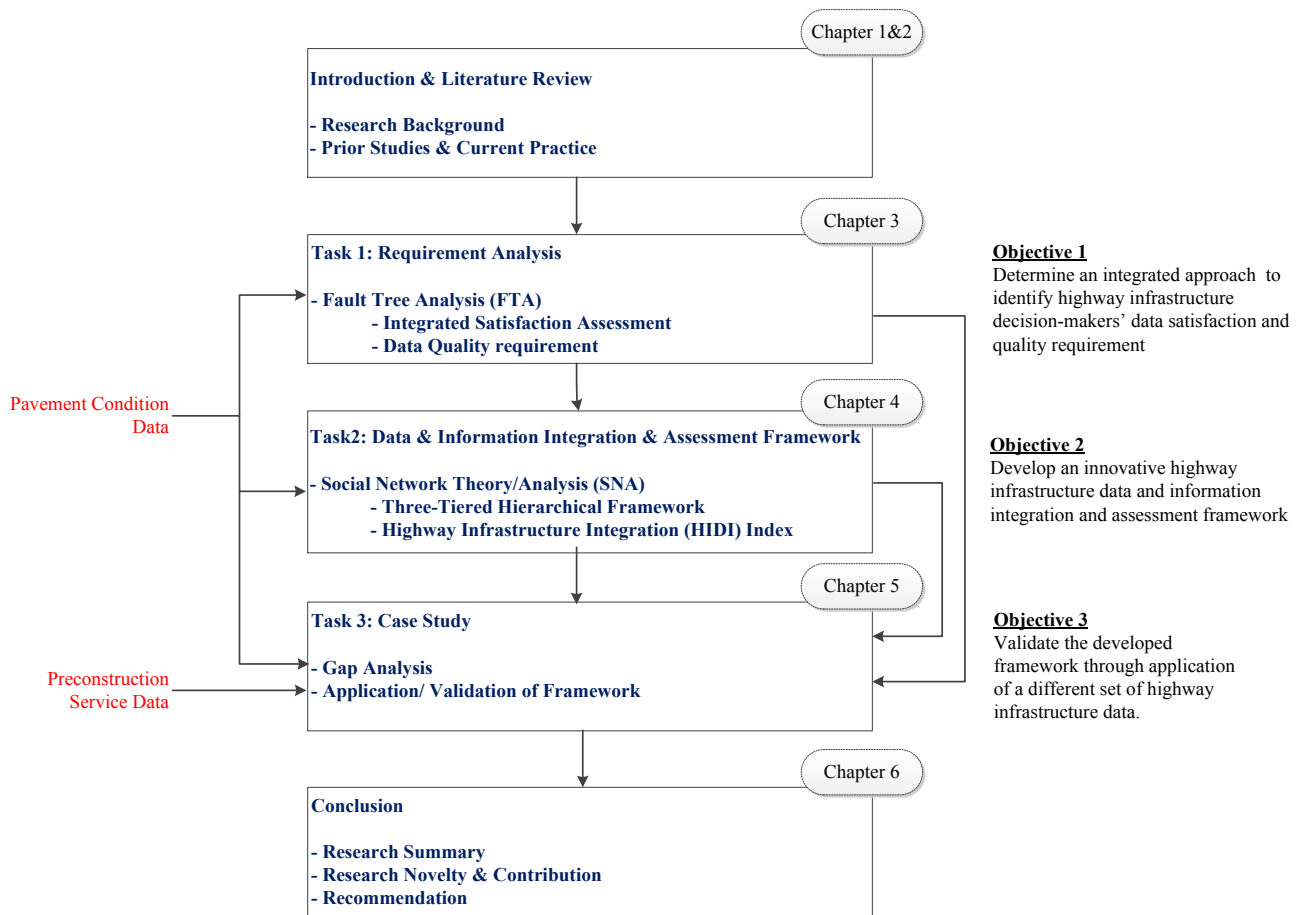 Chapter 1&2
Introduction & Literature Review
- Research Background
- Prior Studies & Current Practice
Chapter 3
Task 1: Requirement Analysis
- Fault Tree Analysis (FTA)
- Integrated Satisfaction Assessment
- Data Quality requirement
Objective 1
Determine an integrated approach to
identify highway infrastructure
decision-makers’ data satisfaction and
quality requirement
Pavement Condition
Data
Chapter 4
Task2: Data & Information Integration & Assessment Framework
- Social Network Theory/Analysis (SNA)
- Three-Tiered Hierarchical Framework
- Highway Infrastructure Integration (HIDI) Index
Objective 2
Develop an innovative highway
infrastructure data and information
integration and assessment framework
Chapter 5
Task 3: Case Study
- Gap Analysis
- Application/ Validation of Framework
Preconstruction
Service Data
Objective 3
Validate the developed
framework through application
of a different set of highway
infrastructure data.
Chapter 6
Conclusion
- Research Summary
- Research Novelty & Contribution
- Recommendation